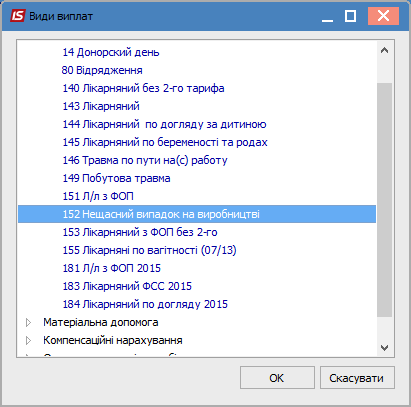 IS Види виплат
14 Донорский день
80 Відрядження
140 Лікарняний без 2-го тарифа
143 Лікарняний
144 Лікарняний по догляду за дитиною
145 Лікарняний по беременості та родах
146 Травма по пути на(с) работу
149 Побутова травма
151 Л/л з ФОП
152 Нещасний випадок на виробництві
153 Лікарняний з ФОП без 2-го
155 Лікарняні по вагітності (07/13)
181 Л/л з ФОП 2015
183 Лікарняний ФСС 2015
184 Лікарняний по догляду 2015
Матеріальна допомога
Компенсаційні нарахування
ОК Скасувати